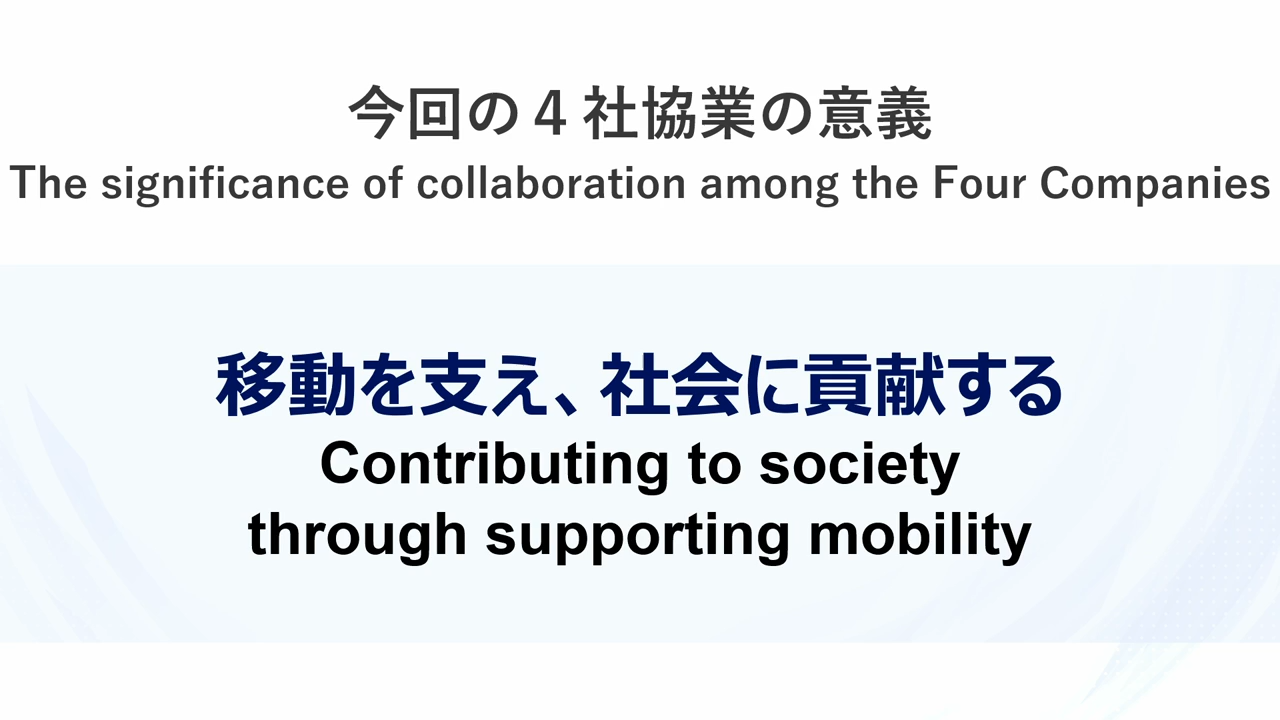 今回の４社協業の意義
The significance of collaboration among the Four Companies
移動を支え、社会に貢献する
Contributing to society
through supporting mobility